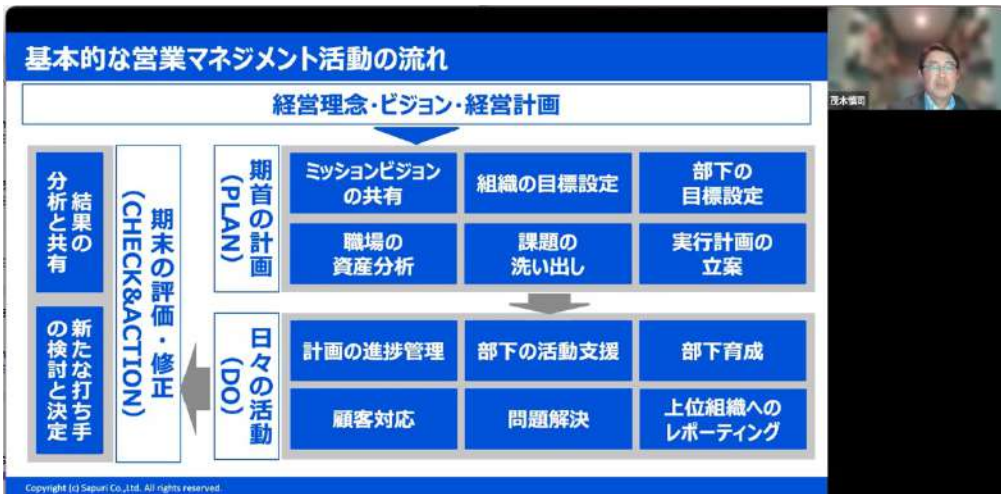 基本的な営業マネジメント活動の流れ
経営理念・ビジョン・経営計画
期首の計画
(PLAN)
ミッションビジョン
の共有
組織の目標設定
部下の
目標設定
職場の
資産分析
課題の
洗い出し
実行計画の
立案
日々の活動
(DO)
計画の進捗管理
部下の活動支援
部下育成
顧客対応
問題解決
上位組織への
レポーティング
期末の評価・修正
(CHECK&ACTION)
結果の
分析と共有
新たな打ち手
の検討と決定
茂木慎司
Copyright (c) Sapuri Co.,Ltd. All rights reserved.